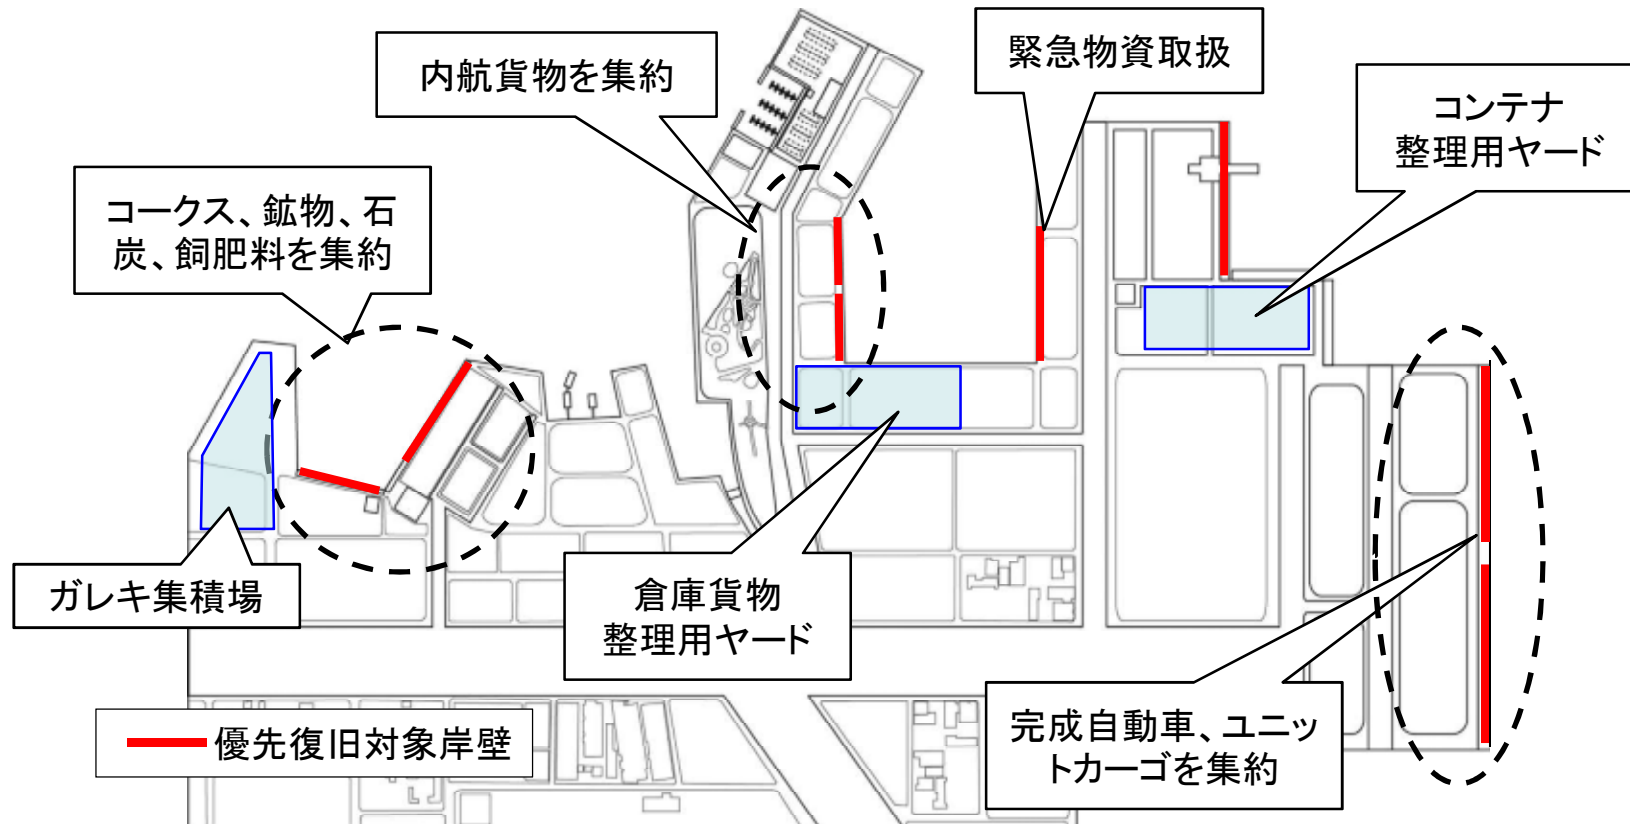 内航貨物を集約
緊急物資取扱
コンテナ
整理用ヤード
コークス、鉱物、石
炭、飼肥料を集約
ガレキ集積場
倉庫貨物
整理用ヤード
完成自動車、ユニッ
トカーゴを集約
優先復旧対象岸壁